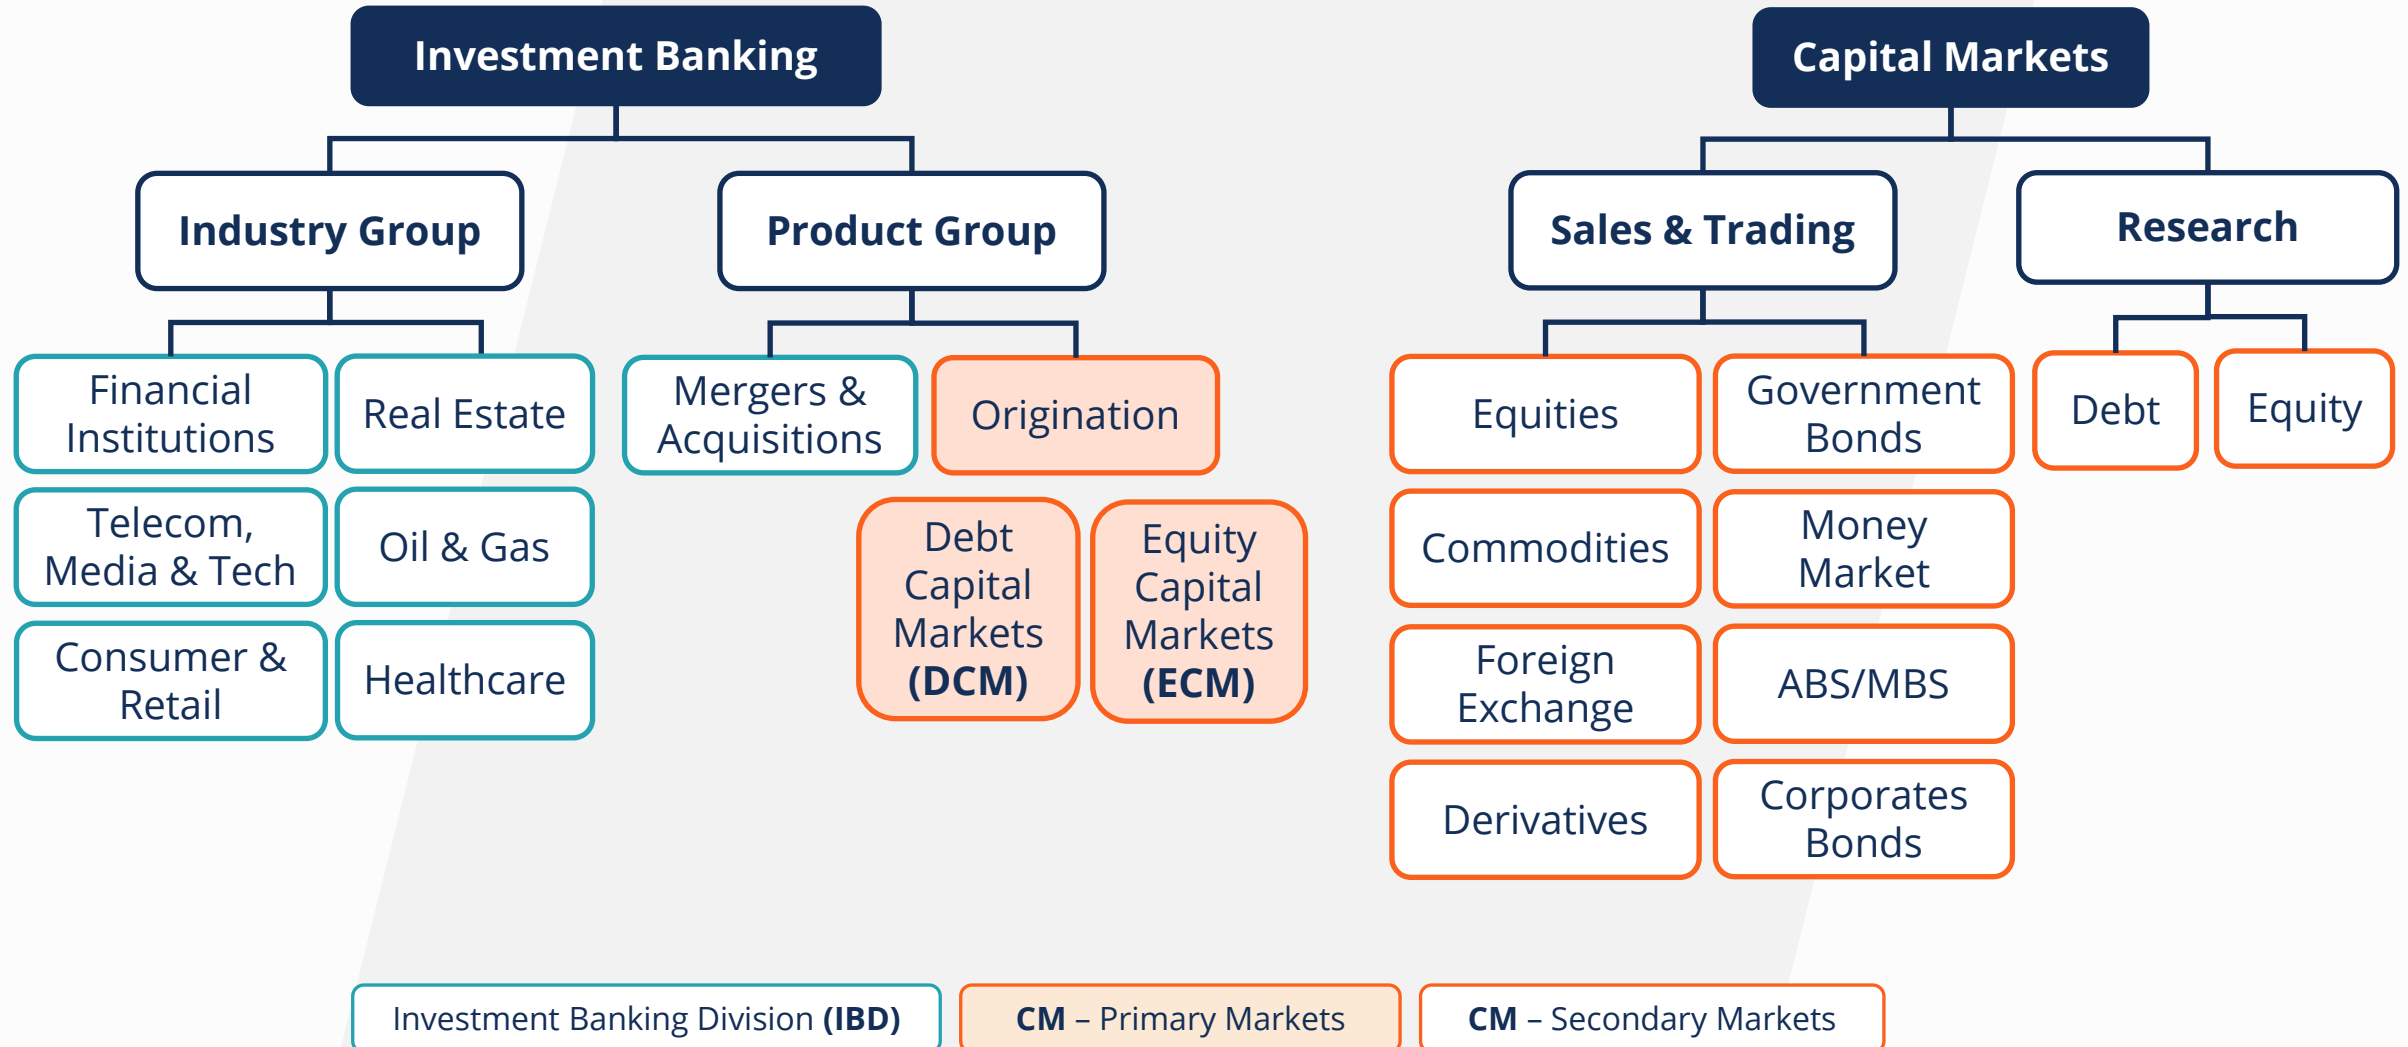 Investment Banking
Capital Markets
Industry Group
Product Group
Sales & Trading
Research
Financial
Institutions
Real Estate
Mergers &
Acquisitions
Origination
Equities
Government
Bonds
Debt
Equity
Telecom,
Media & Tech
Oil & Gas
Debt
Capital
Markets
(DCM)
Equity
Capital
Markets
(ECM)
Commodities
Money
Market
Consumer &
Retail
Healthcare
Foreign
Exchange
ABS/MBS
Derivatives
Corporates
Bonds
Investment Banking Division (IBD)
CM – Primary Markets
CM – Secondary Markets